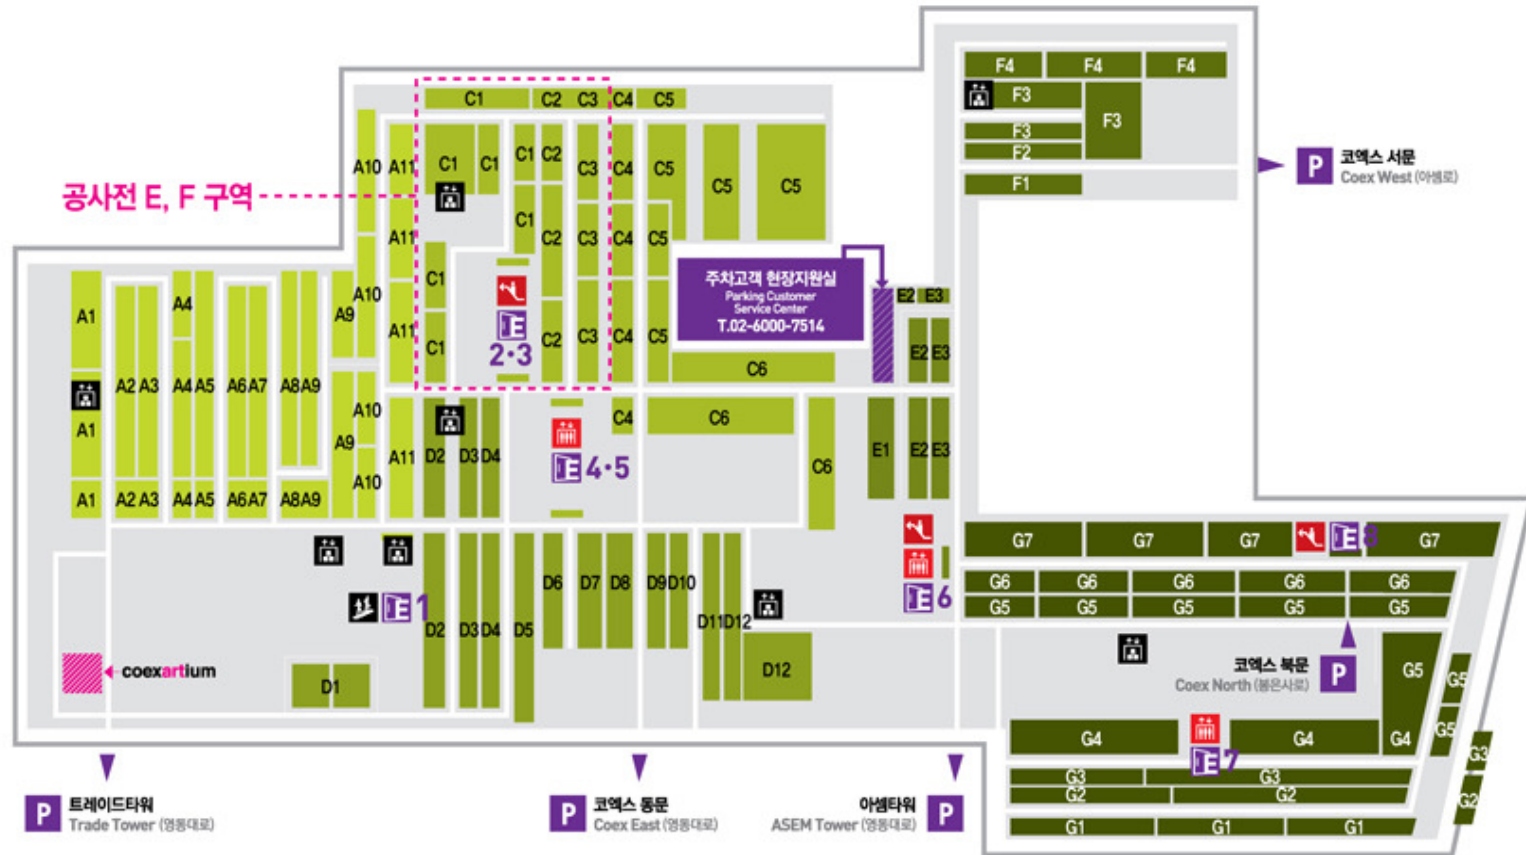 F4 F4 F4
F3
F3
F3
F2
F1
코엑스 서문
Coex West (아셈로)
P
공사전 E, F 구역
C1 C2 C3 C4 C5
A10 A11 C1 C1 C1 C2 C3 C4 C5 C5 C5
A11 C1 C2 C3 C4 C5
주차고객 현장지원실
Parking Customer
Service Center
T.02-6000-7514
A1 A4 A9 A10 A11 C1 C1 C2 C3 C4 C5
E
2·3
E2 E3
E2 E3
C6
A2 A3 A4 A5 A6 A7 A8 A9
A1 A9 A10 A11 D2 D3 D4 C4 C6 C6 E1 E2 E3
A10
E 4·5
A1 A2 A3 A4 A5 A6 A7 A8 A9
G7 G7 G7 E 8 G7
G6 G6 G6 G6 G6
G5 G5 G5 G5 G5
E 1
E 6
D2 D3 D4 D5 D6 D7 D8 D9 D10 D11 D12
D12
coexartium
D1
코엑스 북문
Coex North (봉은사로)
P
G5 G5
G5
G4 G4 G4
E 7
G3 G3 G3
G2 G2 G2
G1 G1 G1
P
트레이드타워
Trade Tower (영동대로)
P
코엑스 동문
Coex East (영동대로)
아셈타워
ASEM Tower (영동대로)
P